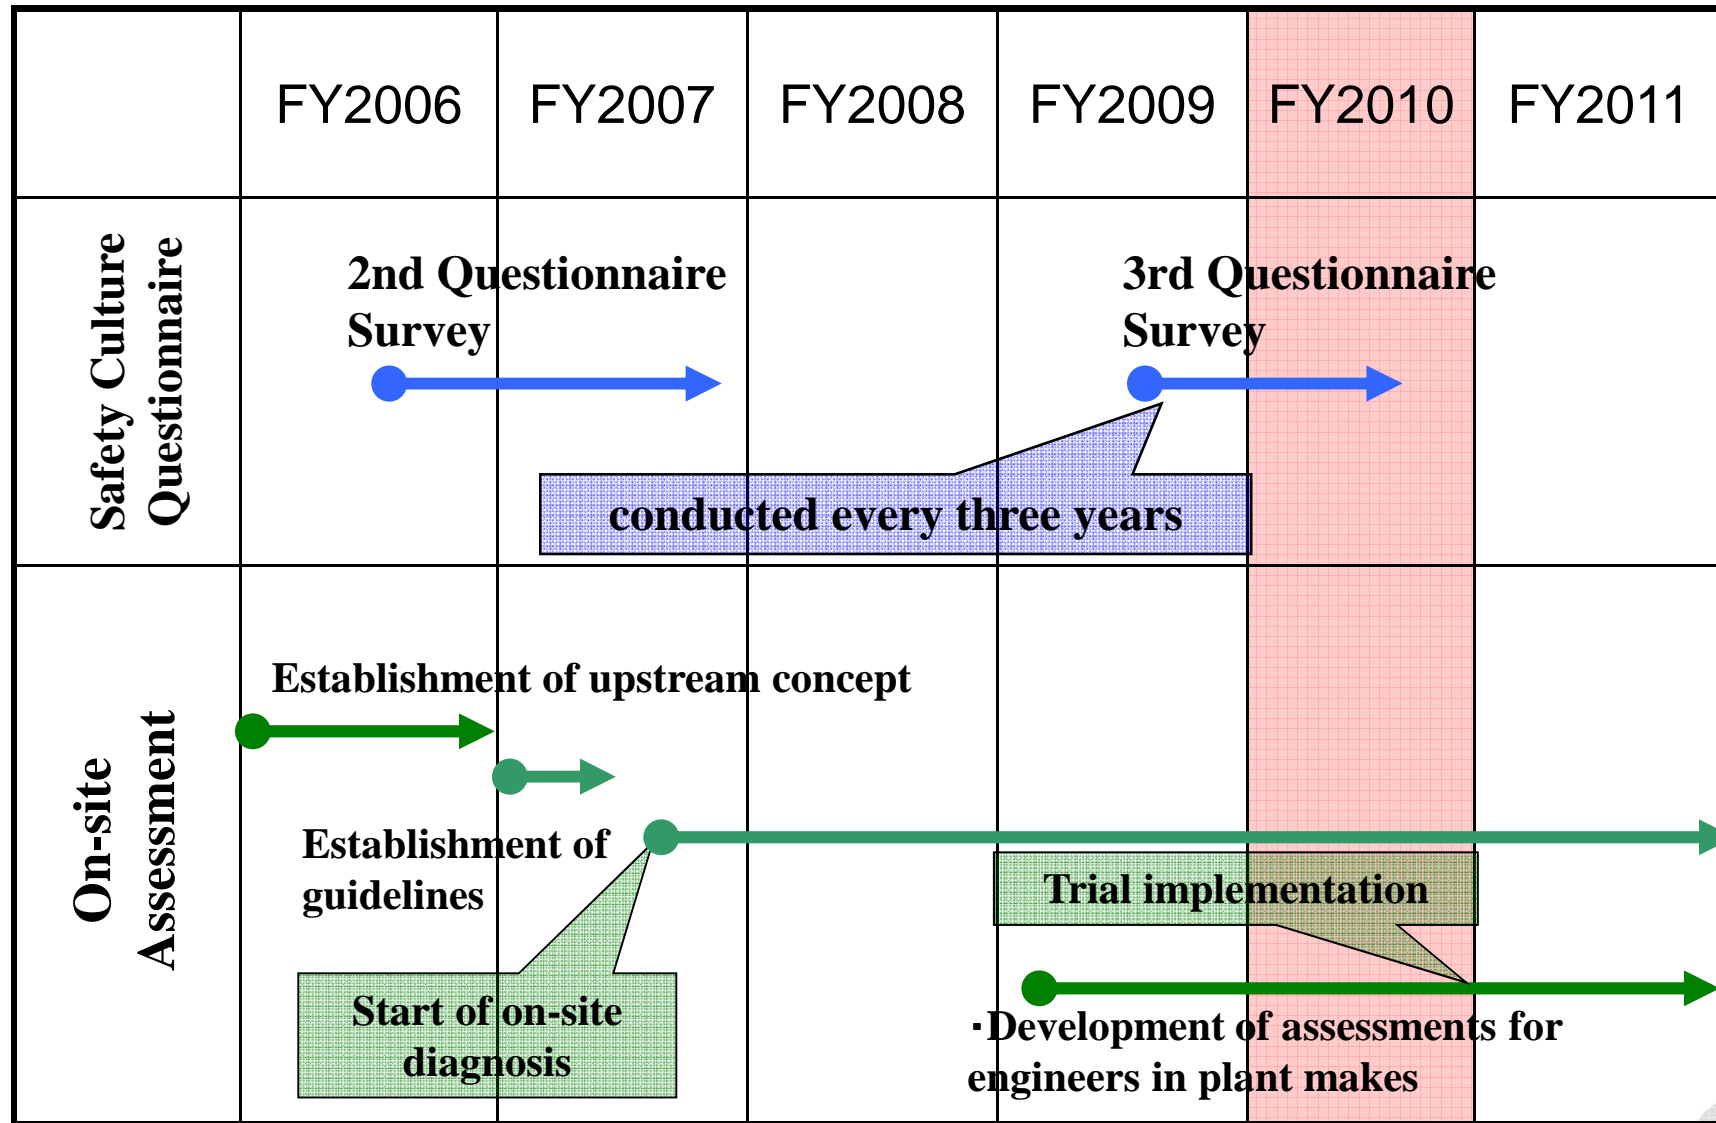 FY2006 FY2007 FY2008 FY2009 FY2010 FY2011
Safety Culture
Questionnaire
2nd Questionnaire
Survey
3rd Questionnaire
Survey
conducted every three years
On-site
Assessment
Establishment of upstream concept
Establishment of
guidelines
Start of on-site
diagnosis
Trial implementation
･Development of assessments for
engineers in plant makes